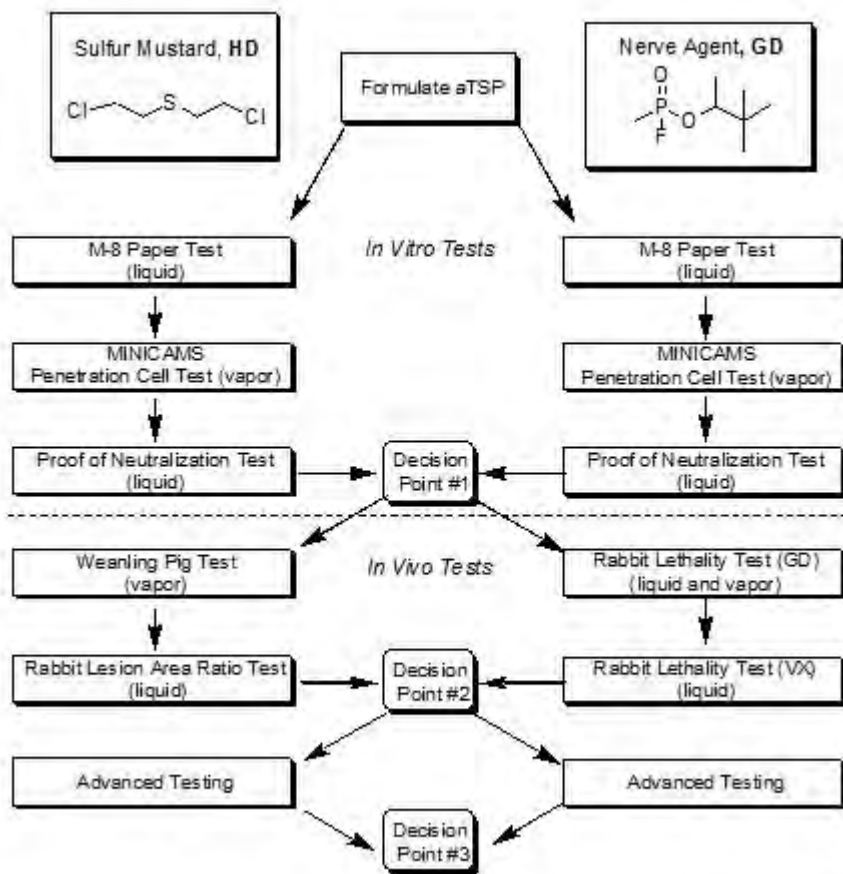 Sulfur Mustard, HD
Cl
S
Cl
Formulate aTSP
Nerve Agent, GD
O
P
O
F
In Vitro Tests
M-8 Paper Test
(liquid)
M-8 Paper Test
(liquid)
MINICAMS
Penetration Cell Test (vapor)
MINICAMS
Penetration Cell Test (vapor)
Proof of Neutralization Test
(liquid)
Decision
Point #1
Proof of Neutralization Test
(liquid)
Weanling Pig Test
(vapor)
In Vivo Tests
Rabbit Lethality Test (GD)
(liquid and vapor)
Rabbit Lesion Area Ratio Test
(liquid)
Decision
Point #2
Rabbit Lethality Test (VX)
(liquid)
Advanced Testing
Advanced Testing
Decision
Point #3